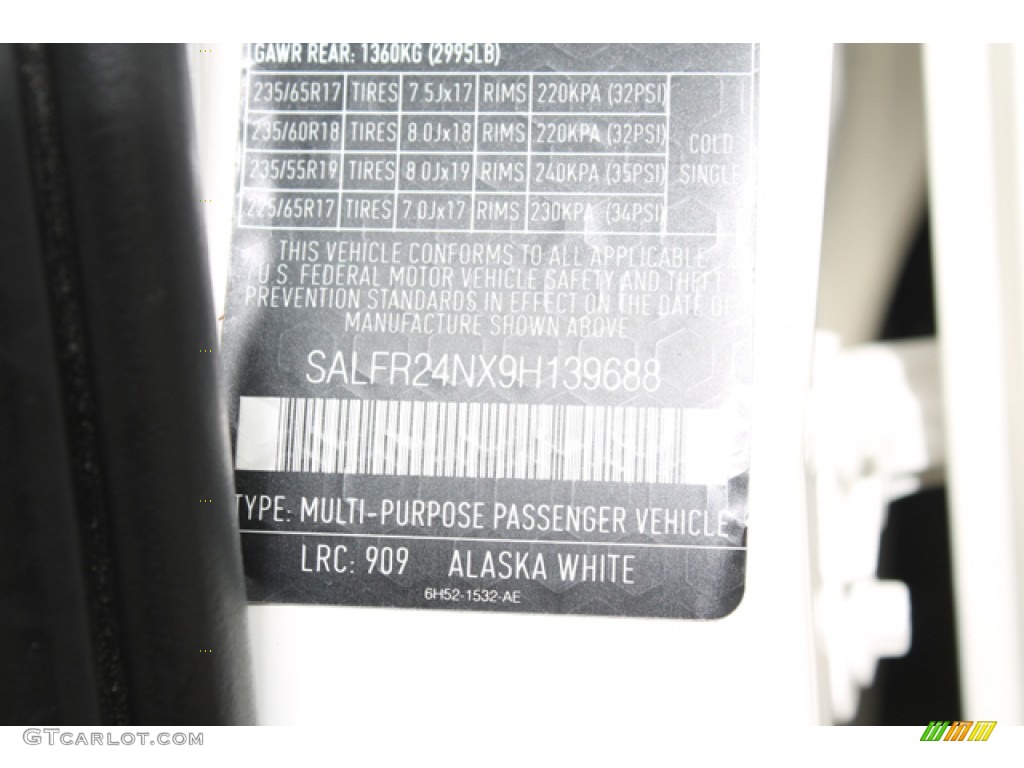 GAWR REAR: 1360KG (2995LB)
235/65R17 TIRES 7.5Jx17 RIMS 220KPA (32PSI)
235/60R18 TIRES 8.0Jx18 RIMS 220KPA (32PSI)
235/55R19 TIRES 8.0Jx19 RIMS 240KPA (35PSI)
225/65R17 TIRES 7.0Jx17 RIMS 230KPA (34PSI)
COLD
SINGLE
THIS VEHICLE CONFORMS TO ALL APPLICABLE
U.S. FEDERAL MOTOR VEHICLE SAFETY AND THEFT
PREVENTION STANDARDS IN EFFECT ON THE DATE OF
MANUFACTURE SHOWN ABOVE
SALFR24NX9H139688
TYPE: MULTI-PURPOSE PASSENGER VEHICLE
LRC: 909 ALASKA WHITE
6H52-1532-AE
GTcarlot.com